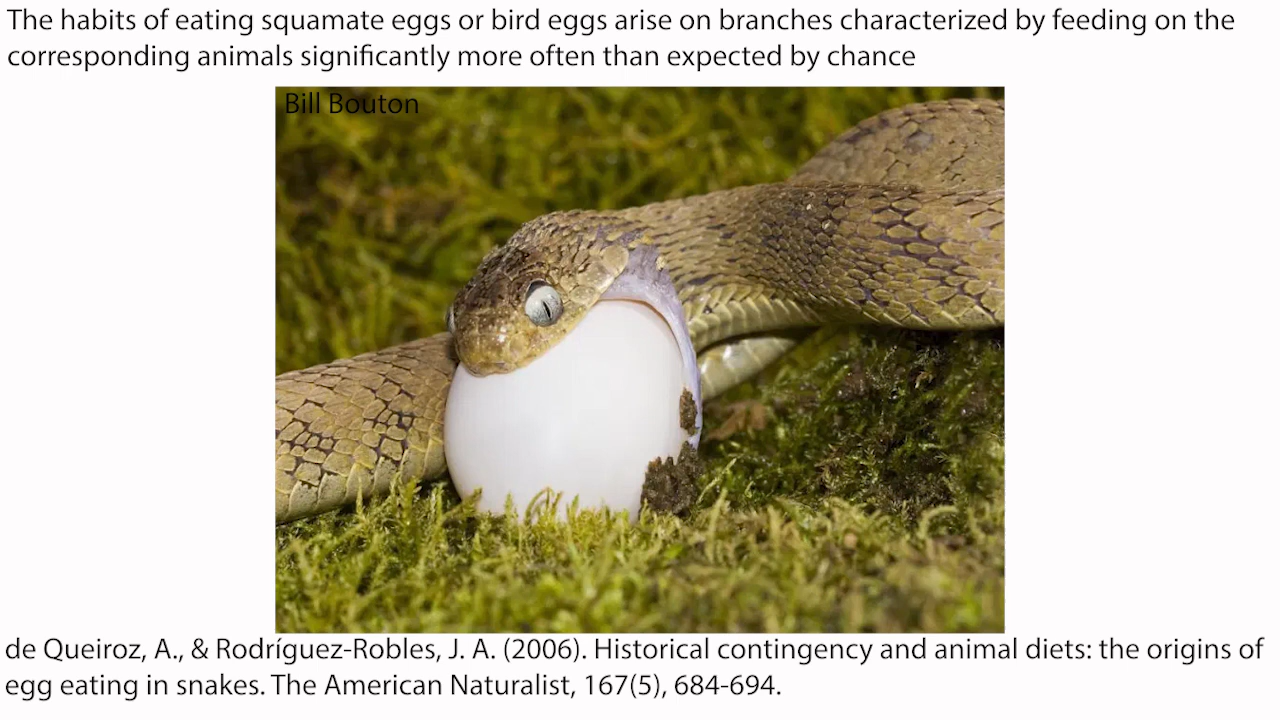 The habits of eating squamate eggs or bird eggs arise on branches characterized by feeding on the
corresponding animals significantly more often than expected by chance
Bill Bouton
de Queiroz, A., & Rodríguez-Robles, J. A. (2006). Historical contingency and animal diets: the origins of
egg eating in snakes. The American Naturalist, 167(5), 684-694.